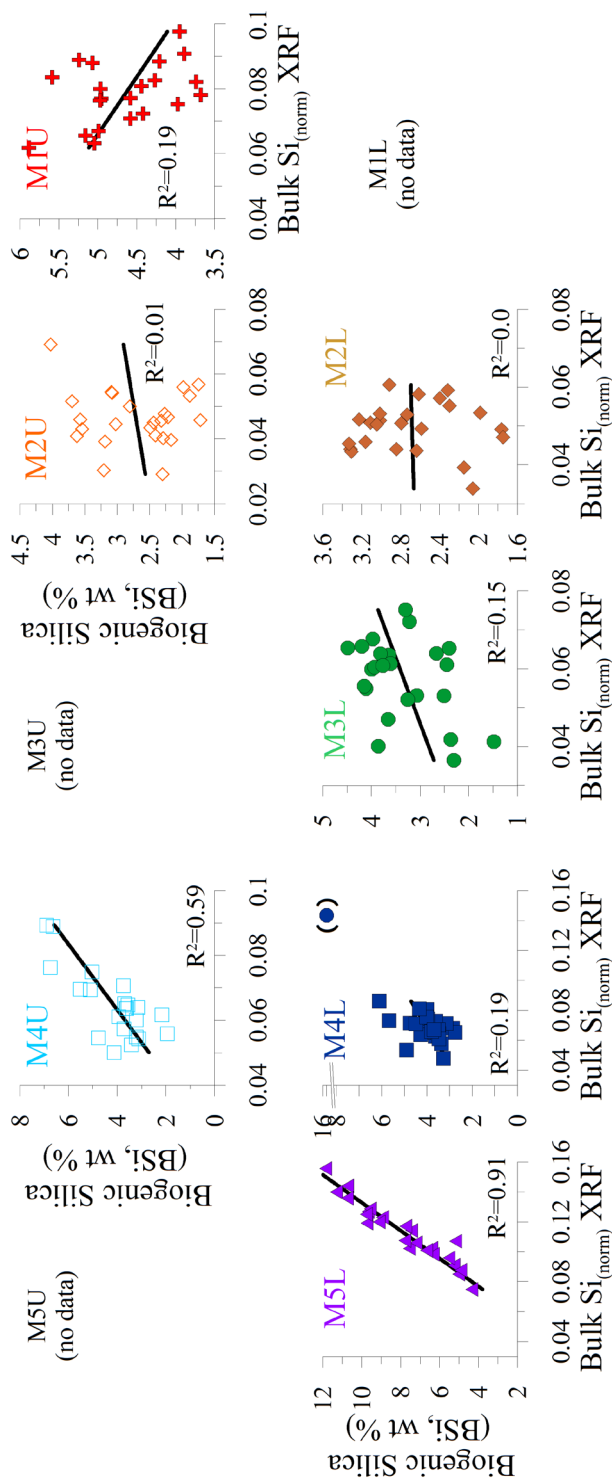 M5U
(no data)
Biogenic Silica
(BSi, wt %)
8
6
4
2
0
M4U
R²=0.59
0.04 0.06 0.08 0.1
M3U
(no data)
Biogenic Silica
(BSi, wt %)
4.5
4
3.5
3
2.5
2
1.5
M2U
R²=0.01
0.02 0.04 0.06 0.08
6
5.5
5
4.5
4
3.5
M1U
R²=0.19
0.04 0.06 0.08 0.1
Bulk Si(norm) XRF
Biogenic Silica
(BSi, wt %)
12
10
8
6
4
2
M5L
R²=0.91
0.04 0.08 0.12 0.16
Bulk Si(norm) XRF
16
8
6
4
2
0
M4L
( )
R²=0.19
0.04 0.08 0.12 0.16
Bulk Si(norm) XRF
5
4
3
2
1
M3L
R²=0.15
0.04 0.06 0.08
Bulk Si(norm) XRF
3.6
3.2
2.8
2.4
2
1.6
M2L
R²=0.0
0.04 0.06 0.08
Bulk Si(norm) XRF
M1L
(no data)